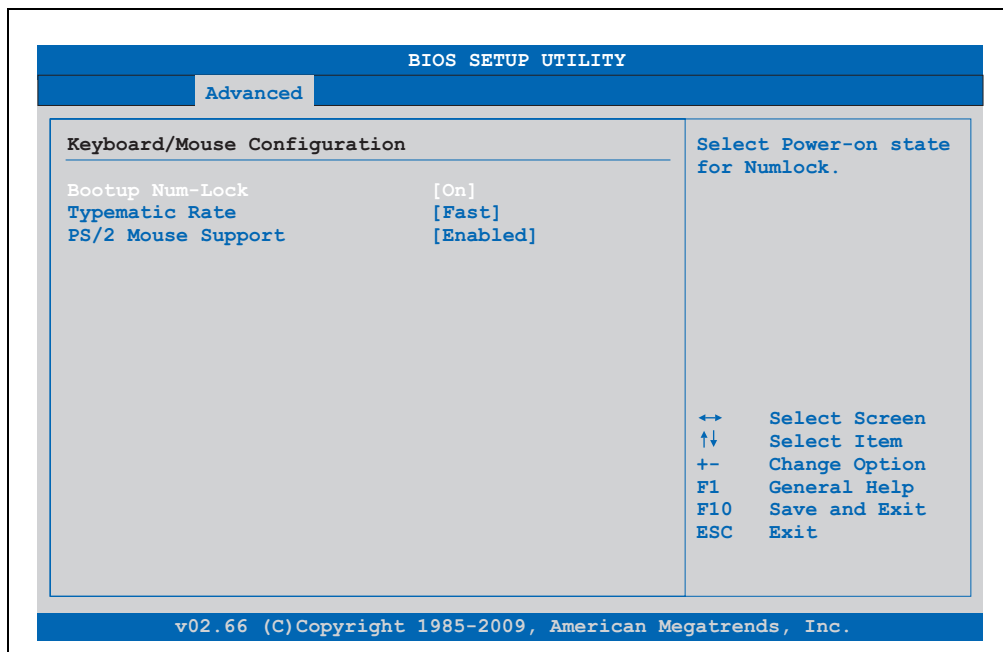 BIOS SETUP UTILITY
Advanced
Keyboard/Mouse Configuration
Bootup Num-Lock [On]
Typematic Rate [Fast]
PS/2 Mouse Support [Enabled]
Select Power-on state
for Numlock.
↔ Select Screen
↑↓ Select Item
+- Change Option
F1 General Help
F10 Save and Exit
ESC Exit
v02.66 (C)Copyright 1985-2009, American Megatrends, Inc.